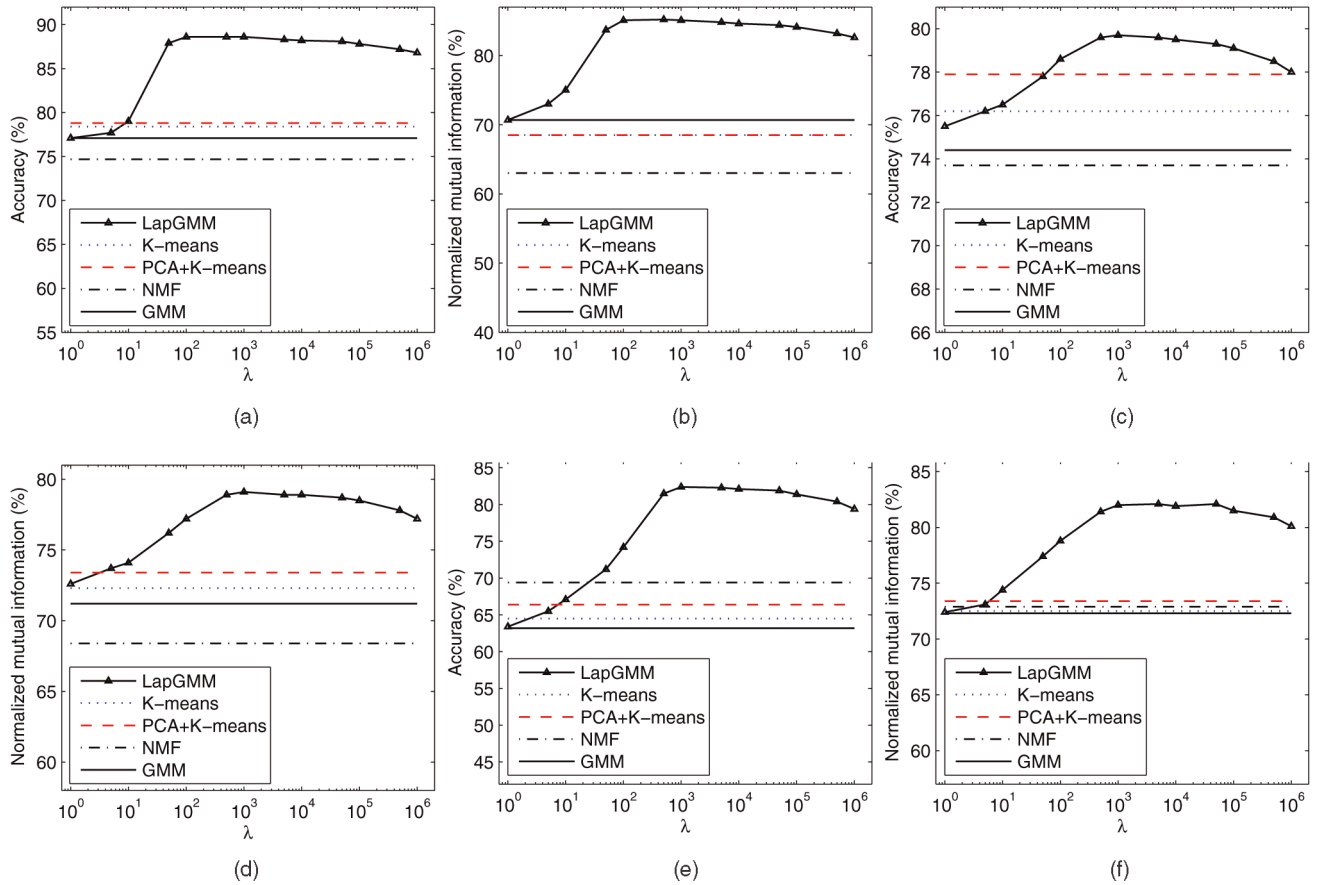 Accuracy (%)
90
85
80
75
70
65
60
55
LapGMM
K−means
PCA+K−means
NMF
GMM
10^0 10^1 10^2 10^3 10^4 10^5 10^6
λ
(a)
Normalized mutual information (%)
80
70
60
50
40
LapGMM
K−means
PCA+K−means
NMF
GMM
10^0 10^1 10^2 10^3 10^4 10^5 10^6
λ
(b)
Accuracy (%)
80
78
76
74
72
70
68
66
LapGMM
K−means
PCA+K−means
NMF
GMM
10^0 10^1 10^2 10^3 10^4 10^5 10^6
λ
(c)
Normalized mutual information (%)
80
75
70
65
60
LapGMM
K−means
PCA+K−means
NMF
GMM
10^0 10^1 10^2 10^3 10^4 10^5 10^6
λ
(d)
Accuracy (%)
85
80
75
70
65
60
55
50
45
LapGMM
K−means
PCA+K−means
NMF
GMM
10^0 10^1 10^2 10^3 10^4 10^5 10^6
λ
(e)
Normalized mutual information (%)
85
80
75
70
65
60
LapGMM
K−means
PCA+K−means
NMF
GMM
10^0 10^1 10^2 10^3 10^4 10^5 10^6
λ
(f)